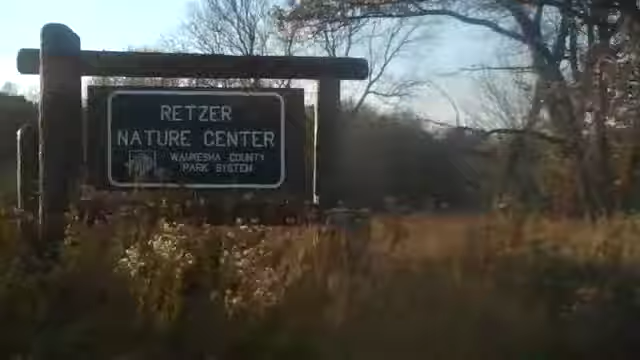 RETZER
NATURE CENTER
WAUKESHA COUNTY
PARK SYSTEM